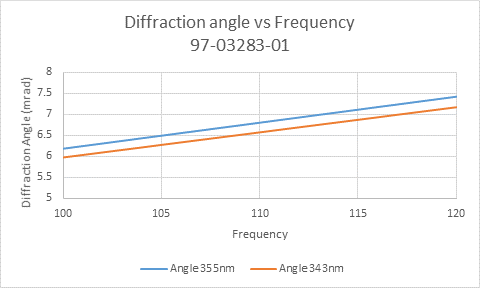 Diffraction angle vs Frequency
97-03283-01
8
7.5
7
6.5
6
5.5
5
Diffraction Angle (mrad)
100 105 110 115 120
Frequency
Angle355nm Angle343nm